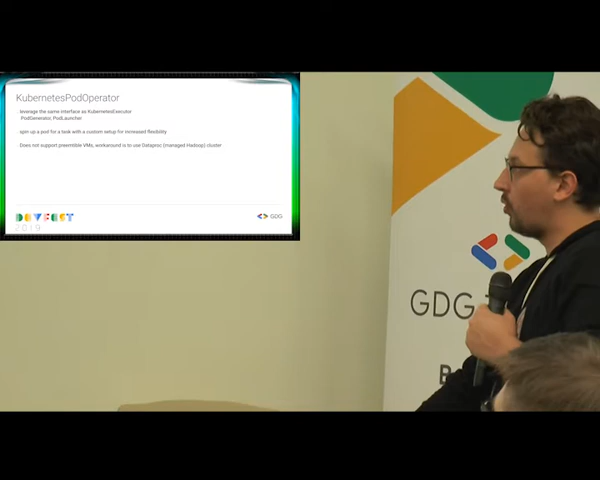 KubernetesPodOperator
leverage the same interface as KubernetesExecutor
PodGenerator, PodLauncher
spin up a pod for a task with a custom setup for increased flexibility
Does not support preemtible VMs, workaround is to use Dataproc (managed Hadoop) cluster
DEVFEST
2019
GDG
GDG